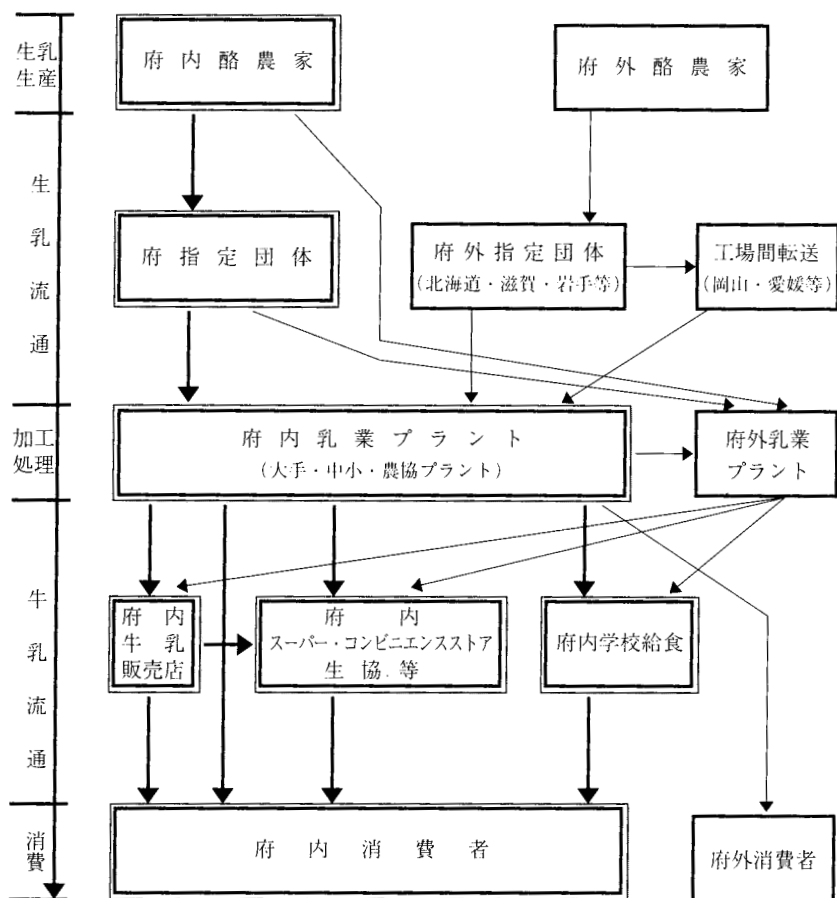 生乳
生産
府内酪農家
府外酪農家
生乳流通
府指定団体
府外指定団体
（北海道・滋賀・岩手等）
工場間転送
（岡山・愛媛等）
加工
処理
府内乳業プラント
（大手・中小・農協プラント）
府外乳業
プラント
牛乳流通
府内
牛乳
販売店
府内
スーパー・コンビニエンスストア
生協.等
府内学校給食
消費
府内消費者
府外消費者